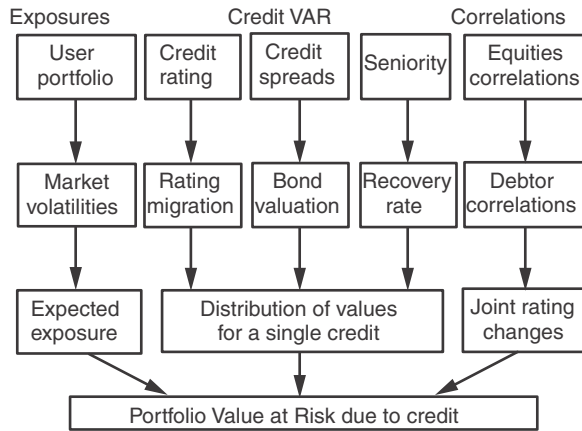 Exposures
Credit VAR
Correlations
User
portfolio
Credit
rating
Credit
spreads
Seniority
Equities
correlations
Market
volatilities
Rating
migration
Bond
valuation
Recovery
rate
Debtor
correlations
Expected
exposure
Distribution of values
for a single credit
Joint rating
changes
Portfolio Value at Risk due to credit